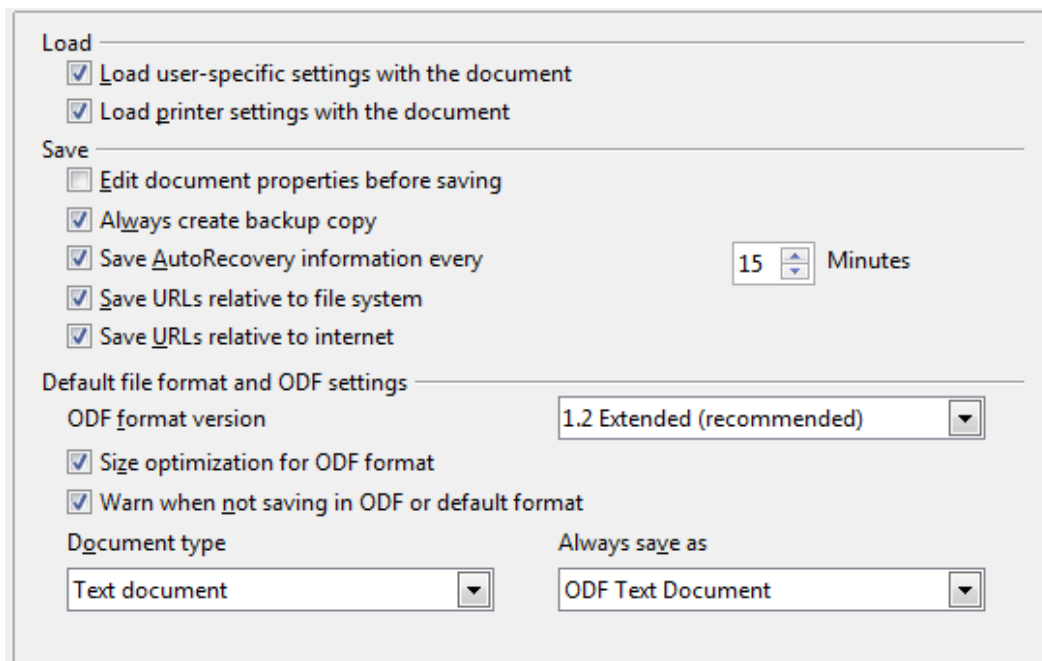 Load
Load user-specific settings with the document
Load printer settings with the document
Save
Edit document properties before saving
Always create backup copy
Save AutoRecovery information every 15 Minutes
Save URLs relative to file system
Save URLs relative to internet
Default file format and ODF settings
ODF format version 1.2 Extended (recommended)
Size optimization for ODF format
Warn when not saving in ODF or default format
Document type Always save as
Text document ODF Text Document